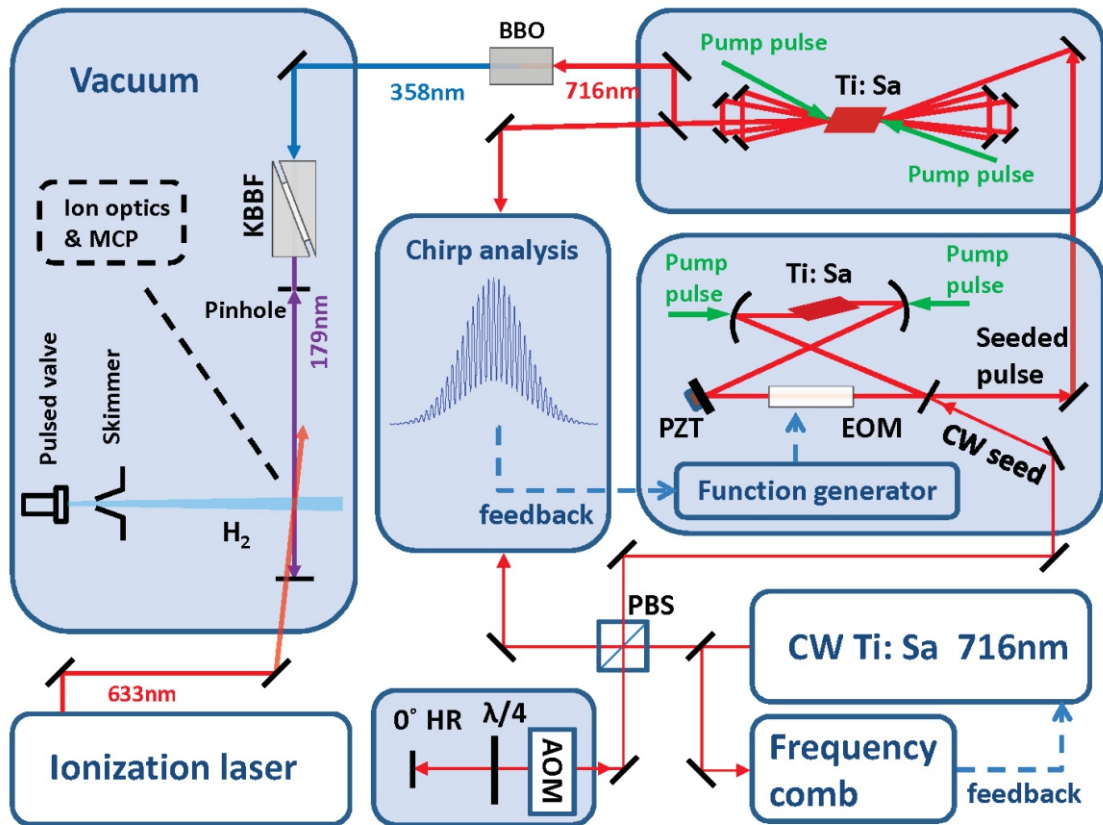 Vacuum
BBO
358nm
716nm
KBBF
Ion optics
& MCP
Pinhole
179nm
Pulsed valve
Skimmer
H₂
633nm
Ionization laser
Pump pulse
Ti: Sa
Pump pulse
Chirp analysis
feedback
Pump
pulse
Ti: Sa
Pump
pulse
Seeded
pulse
PZT
EOM
CW seed
Function generator
PBS
CW Ti: Sa 716nm
0° HR
λ/4
AOM
Frequency
comb
feedback